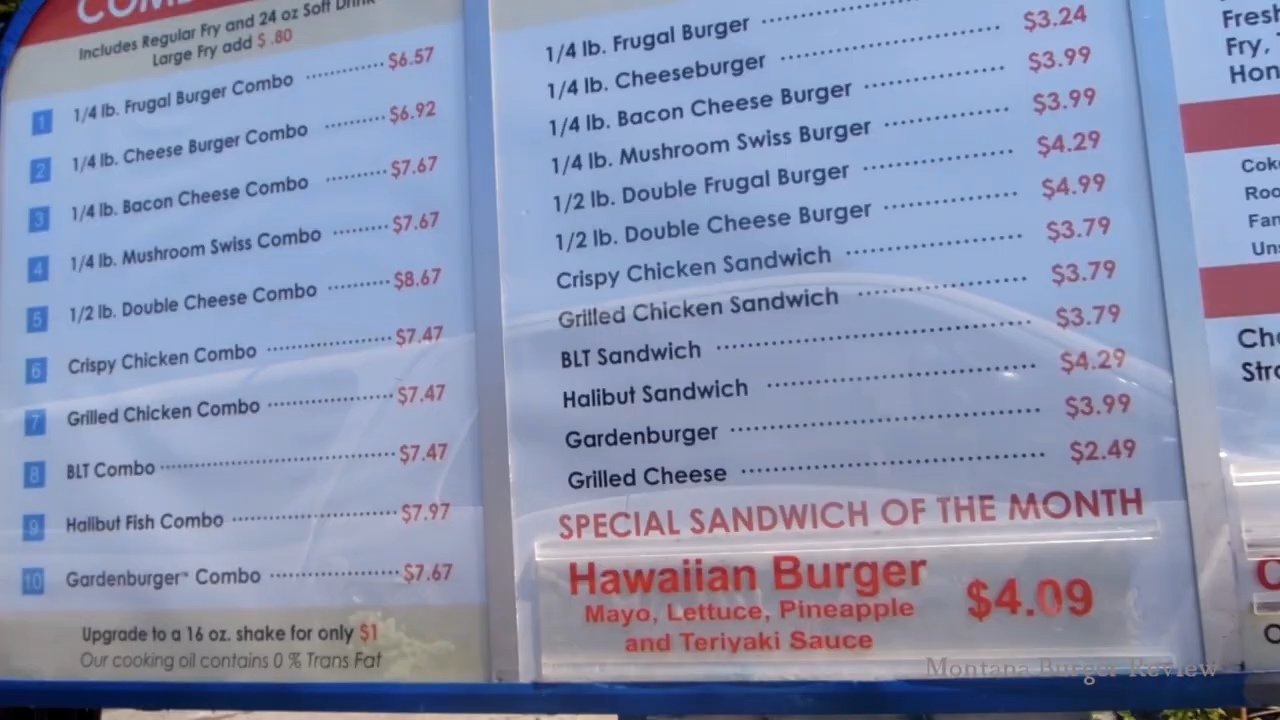 Includes Regular Fry and 24 oz Soft Drink
Large Fry add $ .80
1 1/4 lb. Frugal Burger Combo $6.57
2 1/4 lb. Cheese Burger Combo $6.92
3 1/4 lb. Bacon Cheese Combo $7.67
4 1/4 lb. Mushroom Swiss Combo $7.67
5 1/2 lb. Double Cheese Combo $8.67
6 Crispy Chicken Combo $7.47
7 Grilled Chicken Combo $7.47
8 BLT Combo $7.47
9 Halibut Fish Combo $7.97
10 Gardenburger™ Combo $7.67
Upgrade to a 16 oz. shake for only $1
Our cooking oil contains 0 % Trans Fat
1/4 lb. Frugal Burger
1/4 lb. Cheeseburger $3.24
1/4 lb. Bacon Cheese Burger $3.99
1/4 lb. Mushroom Swiss Burger $3.99
1/2 lb. Double Frugal Burger $4.29
1/2 lb. Double Cheese Burger $4.99
Crispy Chicken Sandwich $3.79
Grilled Chicken Sandwich $3.79
BLT Sandwich $3.79
Halibut Sandwich $4.29
Gardenburger $3.99
Grilled Cheese $2.49
SPECIAL SANDWICH OF THE MONTH
Hawaiian Burger $4.09
Mayo, Lettuce, Pineapple
and Teriyaki Sauce
Fresh
Fry,
Hon
Cok
Roo
Fan
Uns
Cho
Stra
Montana Burger Review